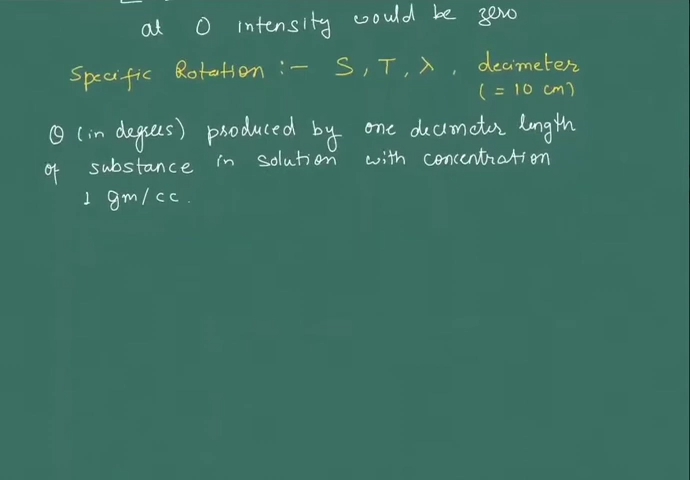 at O intensity would be zero
Specific Rotation :- S, T, λ, decimeter
(= 10 cm)
θ (in degrees) produced by one decimeter length
of substance in solution with concentration
1 gm/cc.